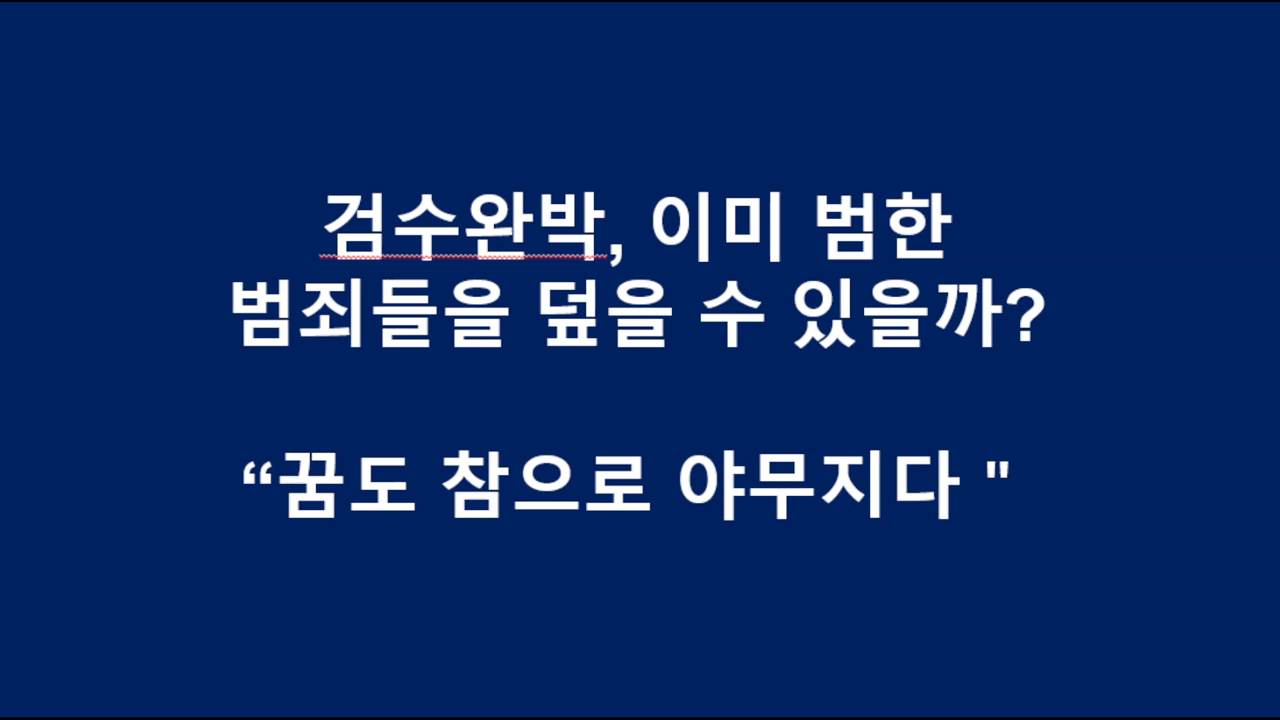 검수완박, 이미 범한
범죄들을 덮을 수 있을까?
“꿈도 참으로 야무지다 "